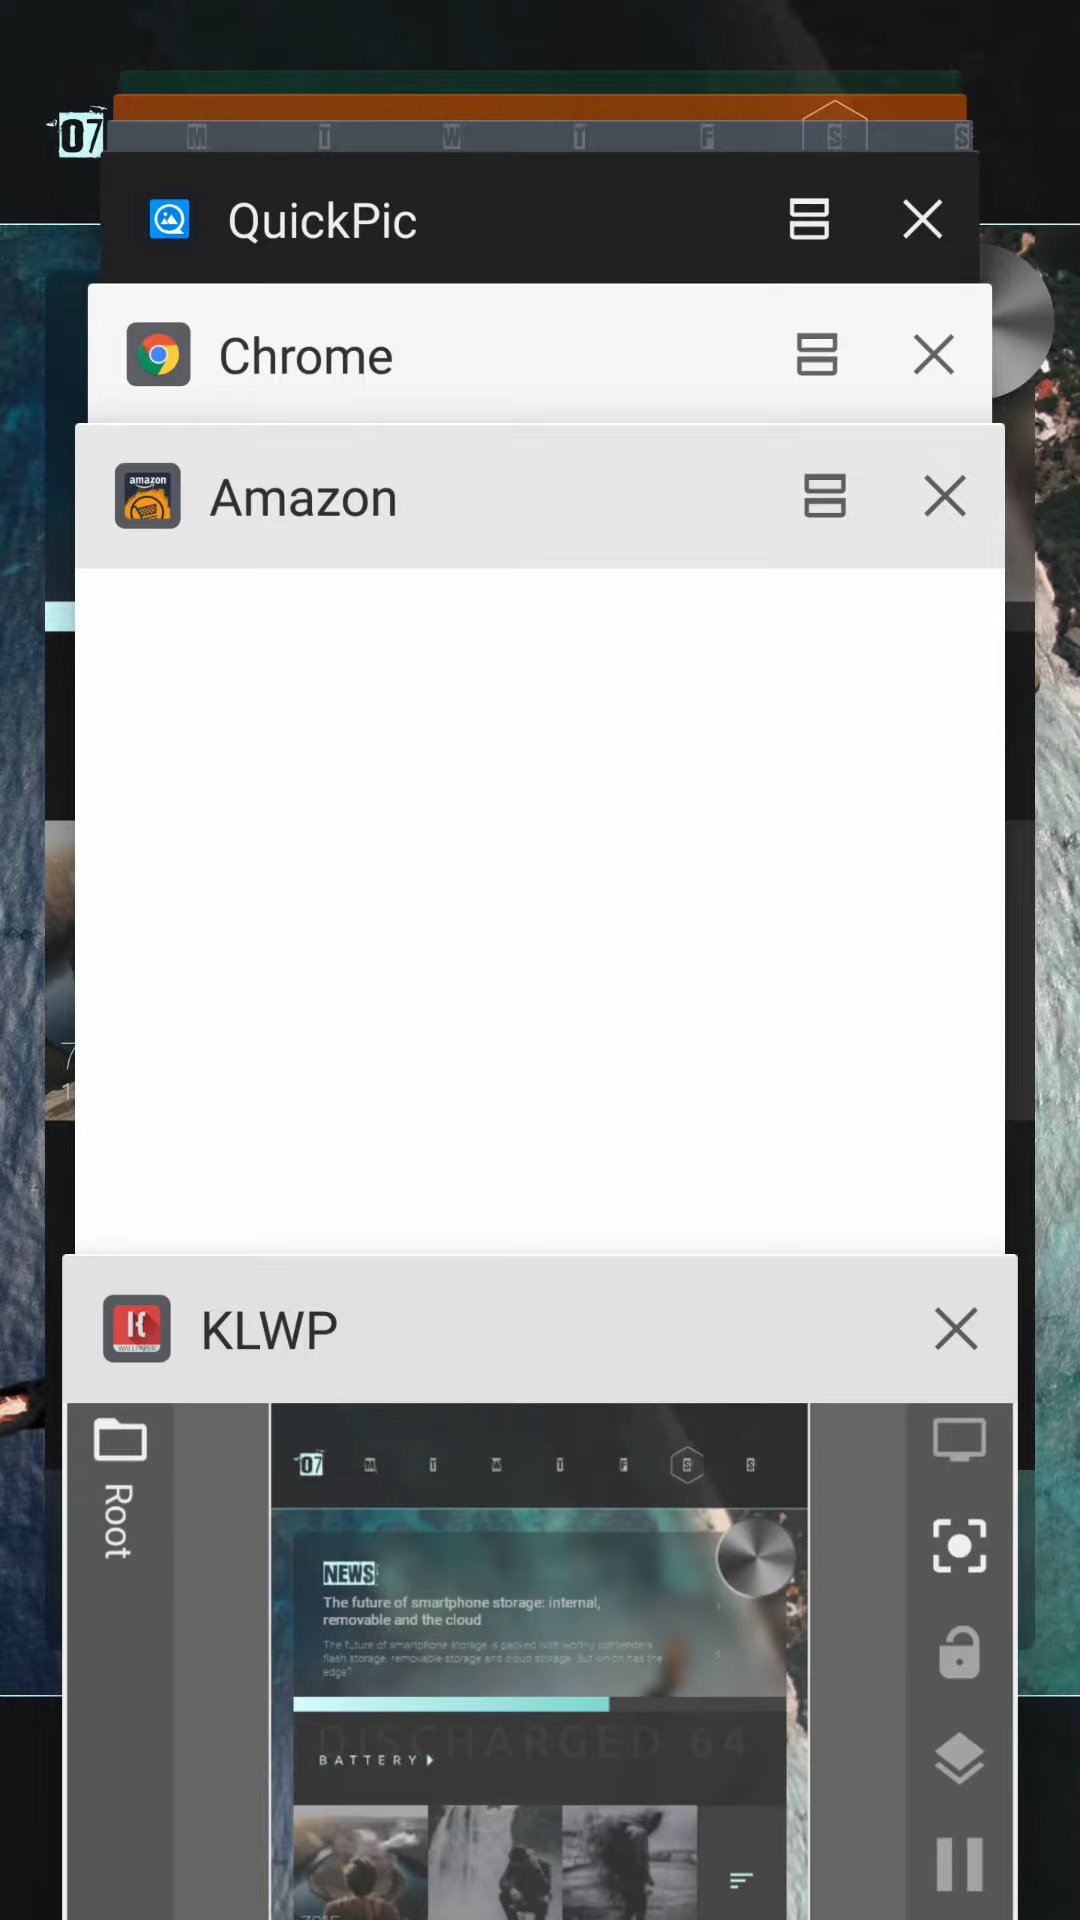 07 M T W T F S S
QuickPic
Chrome
amazon
Amazon
KLWP
WALLPAPER
Root
07 M T W T F S S
NEWS
The future of smartphone storage: internal,
removable and the cloud
The future of smartphone storage is packed with worthy contenders
flash storage, removable storage and cloud storage. But which has the
edge?
DISCHARGED 64
BATTERY